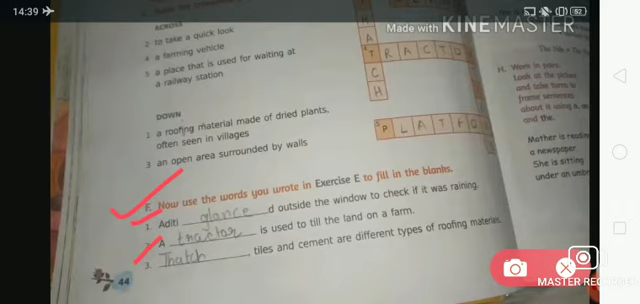 14:39
52
Made with KINEMASTER
ACROSS
2 to take a quick look
4 a farming vehicle
5 a place that is used for waiting at
a railway station
H
A
T R A C T O
C
H
DOWN
1 a roofing material made of dried plants,
often seen in villages
3 an open area surrounded by walls
5 P L A T F O
F. Now use the words you wrote in Exercise E to fill in the blanks.
1. Aditi glance d outside the window to check if it was raining.
2. A tractor is used to till the land on a farm.
3. Thatch, tiles and cement are different types of roofing materials.
44
H. Work in pairs.
Look at the picture
and take turns to
frame sentences
about it using a, an
and the.
Mother is readin
a newspaper.
She is sitting
under an umbr
MASTER RECORDER